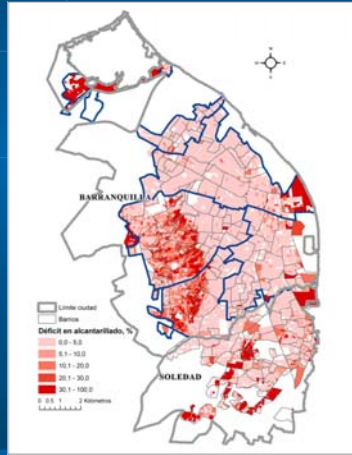 N
BARRANQUILLA
Límite ciudad
Barrios
Déficit en alcantarillado, %
0,0 - 5,0
5,1 - 10,0
10,1 - 20,0
20,1 - 30,0
30,1 - 100,0
0 0.5 1 2 Kilómetros
SOLEDAD